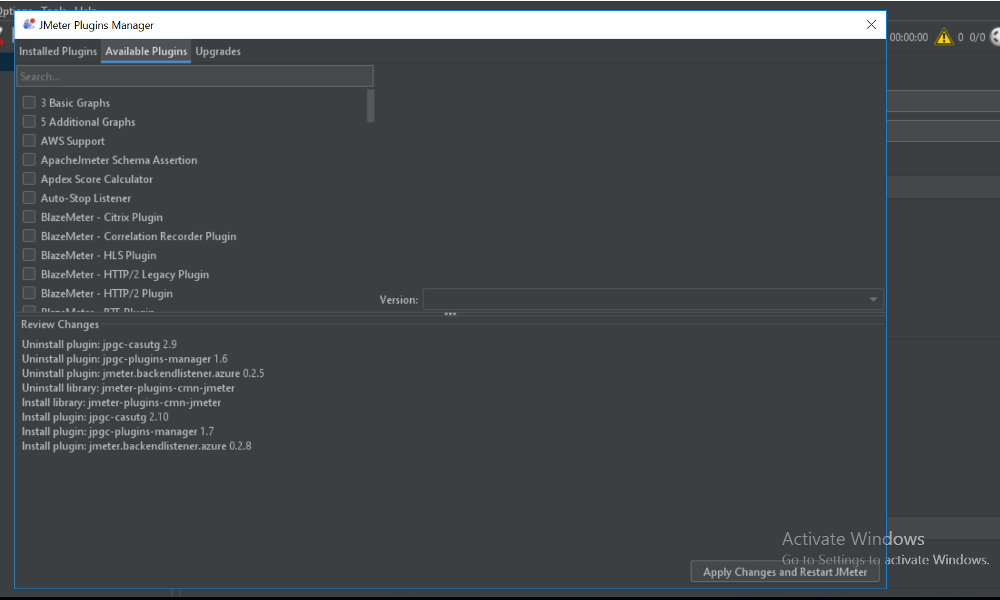 Options Tools Help
JMeter Plugins Manager
00:00:00 0 0/0
Installed Plugins Available Plugins Upgrades
Search...
3 Basic Graphs
5 Additional Graphs
AWS Support
ApacheJmeter Schema Assertion
Apdex Score Calculator
Auto-Stop Listener
BlazeMeter - Citrix Plugin
BlazeMeter - Correlation Recorder Plugin
BlazeMeter - HLS Plugin
BlazeMeter - HTTP/2 Legacy Plugin
BlazeMeter - HTTP/2 Plugin
BlazeMeter - RTE Plugin
Version:
Review Changes
Uninstall plugin: jpgc-casutg 2.9
Uninstall plugin: jpgc-plugins-manager 1.6
Uninstall plugin: jmeter.backendlistener.azure 0.2.5
Uninstall library: jmeter-plugins-cmn-jmeter
Install library: jmeter-plugins-cmn-jmeter
Install plugin: jpgc-casutg 2.10
Install plugin: jpgc-plugins-manager 1.7
Install plugin: jmeter.backendlistener.azure 0.2.8
Activate Windows
Go to Settings to activate Windows.
Apply Changes and Restart JMeter